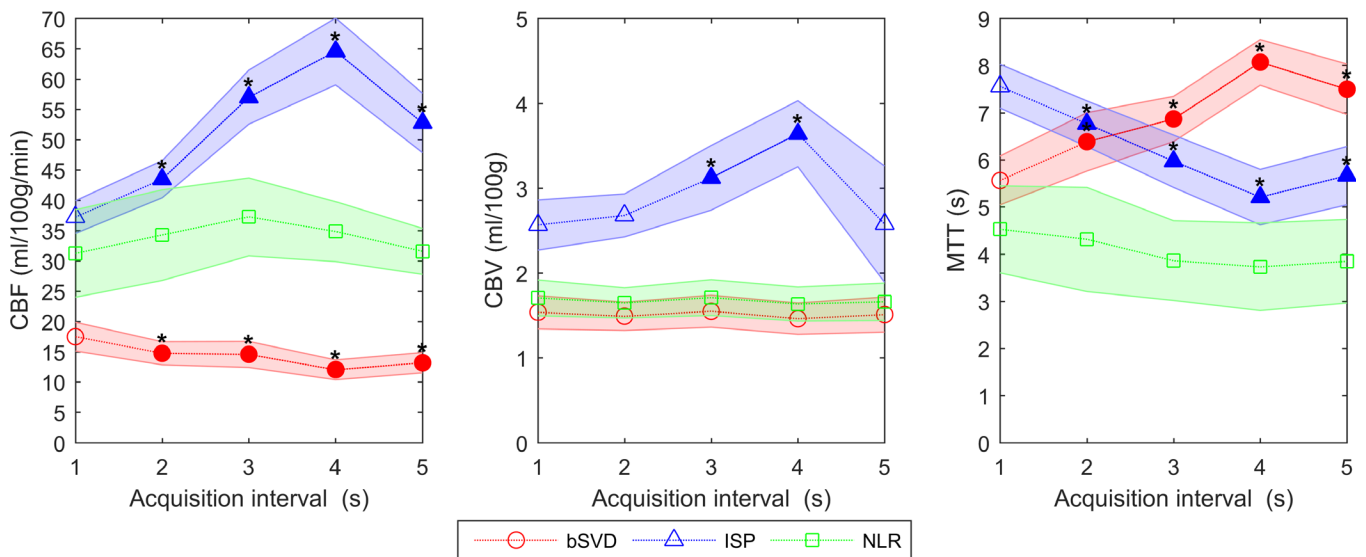 70
65
60
55
50
45
40
35
30
25
20
15
10
5
0
CBF (ml/100g/min)
1 2 3 4 5
Acquisition interval (s)
* * * *
5
4
3
2
1
0
CBV (ml/100g)
1 2 3 4 5
Acquisition interval (s)
* *
9
8
7
6
5
4
3
2
1
0
MTT (s)
1 2 3 4 5
Acquisition interval (s)
* * * *
* * * *
* * * *
bSVD ISP NLR